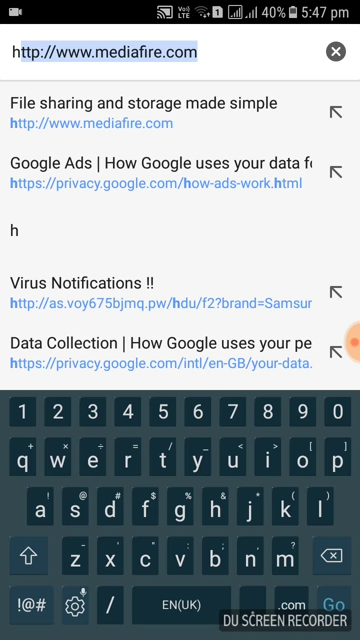 Vo)) LTE 1 40% 5:47 pm
http://www.mediafire.com
File sharing and storage made simple
http://www.mediafire.com
Google Ads | How Google uses your data fo
https://privacy.google.com/how-ads-work.html
h
Virus Notifications !!
http://as.voy675bjmq.pw/hdu/f2?brand=Samsur
Data Collection | How Google uses your pe
https://privacy.google.com/intl/en-GB/your-data.
1 2 3 4 5 6 7 8 9 0
+ × ÷ = / _ < > [ ]
q w e r t y u i o p
! @ # $ % & * ( )
a s d f g h j k l
- ' " : ; , ?
z x c v b n m
!@# / EN(UK) . .com Go
DU SCREEN RECORDER